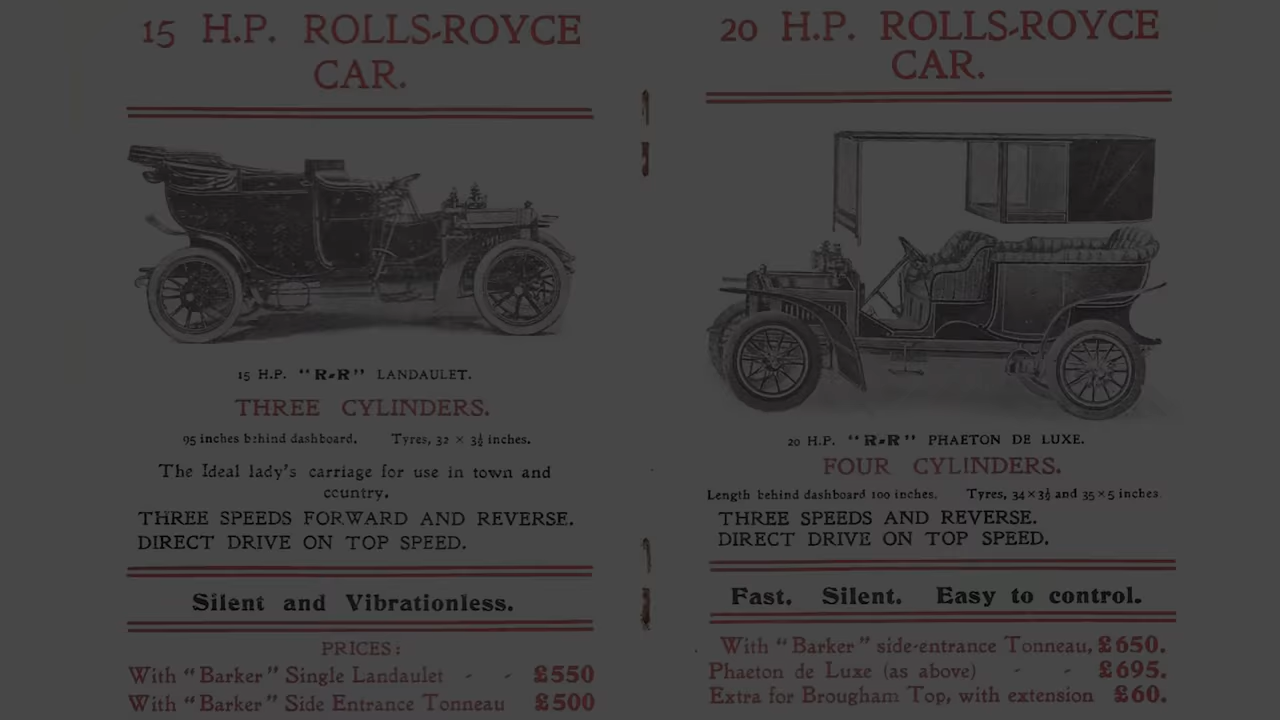 15 H.P. ROLLS-ROYCE
CAR.
15 H.P. "R-R" LANDAULET.
THREE CYLINDERS.
95 inches behind dashboard. Tyres, 32 × 3½ inches.
The Ideal lady's carriage for use in town and
country.
THREE SPEEDS FORWARD AND REVERSE.
DIRECT DRIVE ON TOP SPEED.
Silent and Vibrationless.
PRICES:
With "Barker" Single Landaulet - - £550
With "Barker" Side Entrance Tonneau £500
20 H.P. ROLLS-ROYCE
CAR.
20 H.P. "R-R" PHAETON DE LUXE.
FOUR CYLINDERS.
Length behind dashboard 100 inches. Tyres, 34×3½ and 35×5 inches.
THREE SPEEDS AND REVERSE.
DIRECT DRIVE ON TOP SPEED.
Fast. Silent. Easy to control.
With "Barker" side-entrance Tonneau, £650.
Phaeton de Luxe (as above) - - £695.
Extra for Brougham Top, with extension £60.